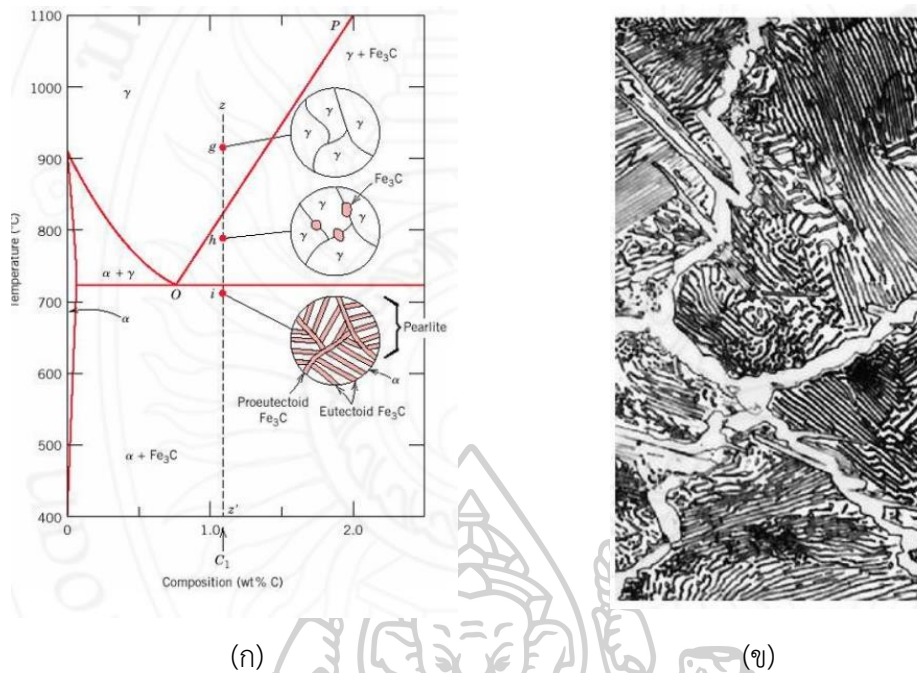 1100
P
γ + Fe₃C
γ
z
1000
γ
γ
γ
γ
g
900
Fe₃C
γ
γ
800
h
γ
γ
Temperature (°C)
α + γ
O
i
700
Pearlite
α
600
Proeutectoid
Fe₃C
Eutectoid Fe₃C
α
500
α + Fe₃C
z'
400
0
1.0
2.0
C₁
Composition (wt% C)
(ก)
(ข)